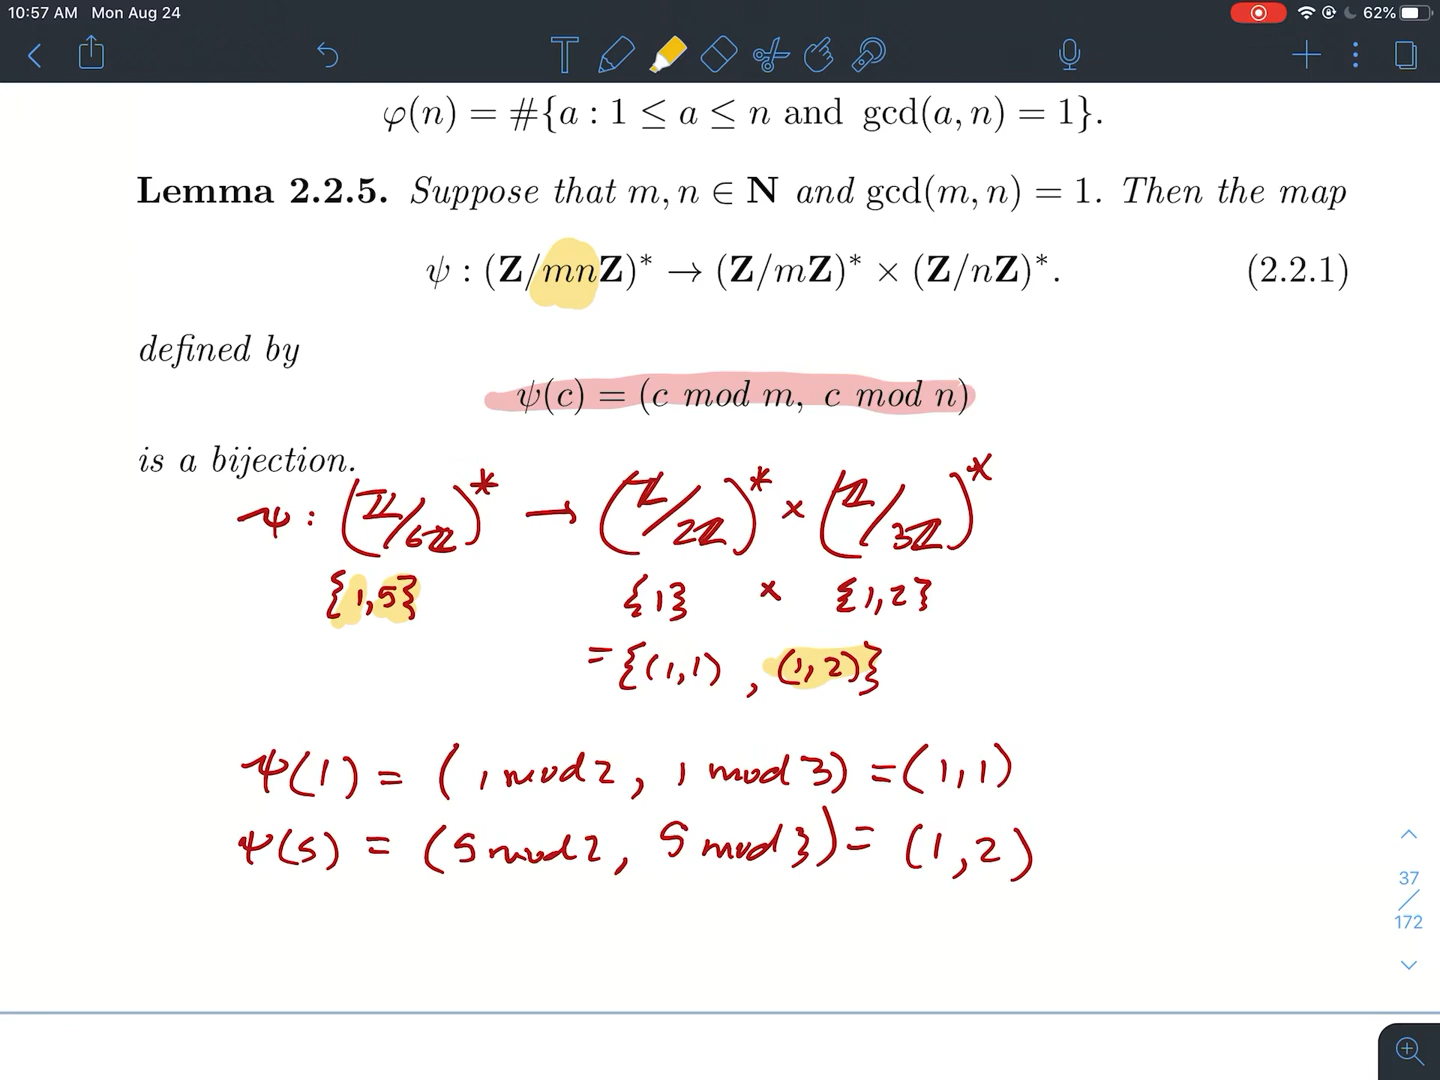 10:57 AM Mon Aug 24 62%
T
φ(n) = #{a : 1 ≤ a ≤ n and gcd(a, n) = 1}.
Lemma 2.2.5. Suppose that m, n ∈ N and gcd(m, n) = 1. Then the map
ψ : (Z/mnZ)* → (Z/mZ)* × (Z/nZ)*. (2.2.1)
defined by
ψ(c) = (c mod m, c mod n)
is a bijection.
ψ : (ℤ/6ℤ)* → (ℤ/2ℤ)* × (ℤ/3ℤ)*
{1,5} {1} × {1,2}
= {(1,1) , (1,2)}
ψ(1) = (1 mod 2, 1 mod 3) = (1,1)
ψ(5) = (5 mod 2, 5 mod 3) = (1,2)
37
/
172